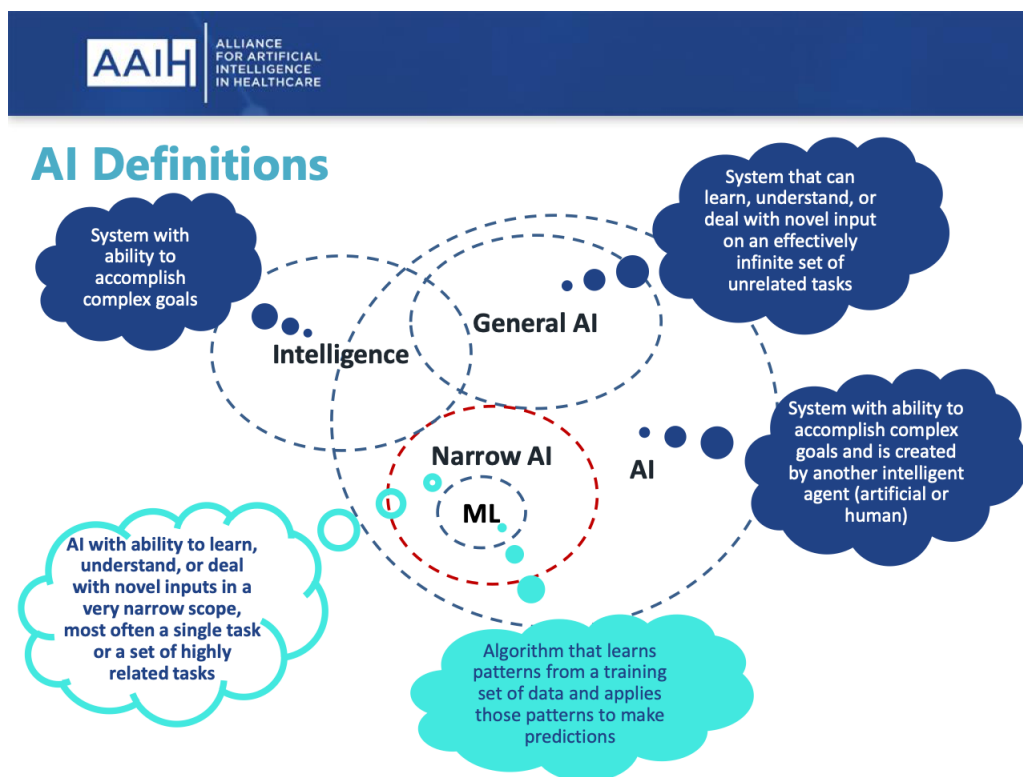 AAIH
ALLIANCE
FOR ARTIFICIAL
INTELLIGENCE
IN HEALTHCARE
AI Definitions
System with
ability to
accomplish
complex goals
System that can
learn, understand, or
deal with novel input
on an effectively
infinite set of
unrelated tasks
General AI
Intelligence
System with ability to
accomplish complex
goals and is created
by another intelligent
agent (artificial or
human)
Narrow AI
AI
ML
AI with ability to learn,
understand, or deal
with novel inputs in a
very narrow scope,
most often a single task
or a set of highly
related tasks
Algorithm that learns
patterns from a training
set of data and applies
those patterns to make
predictions